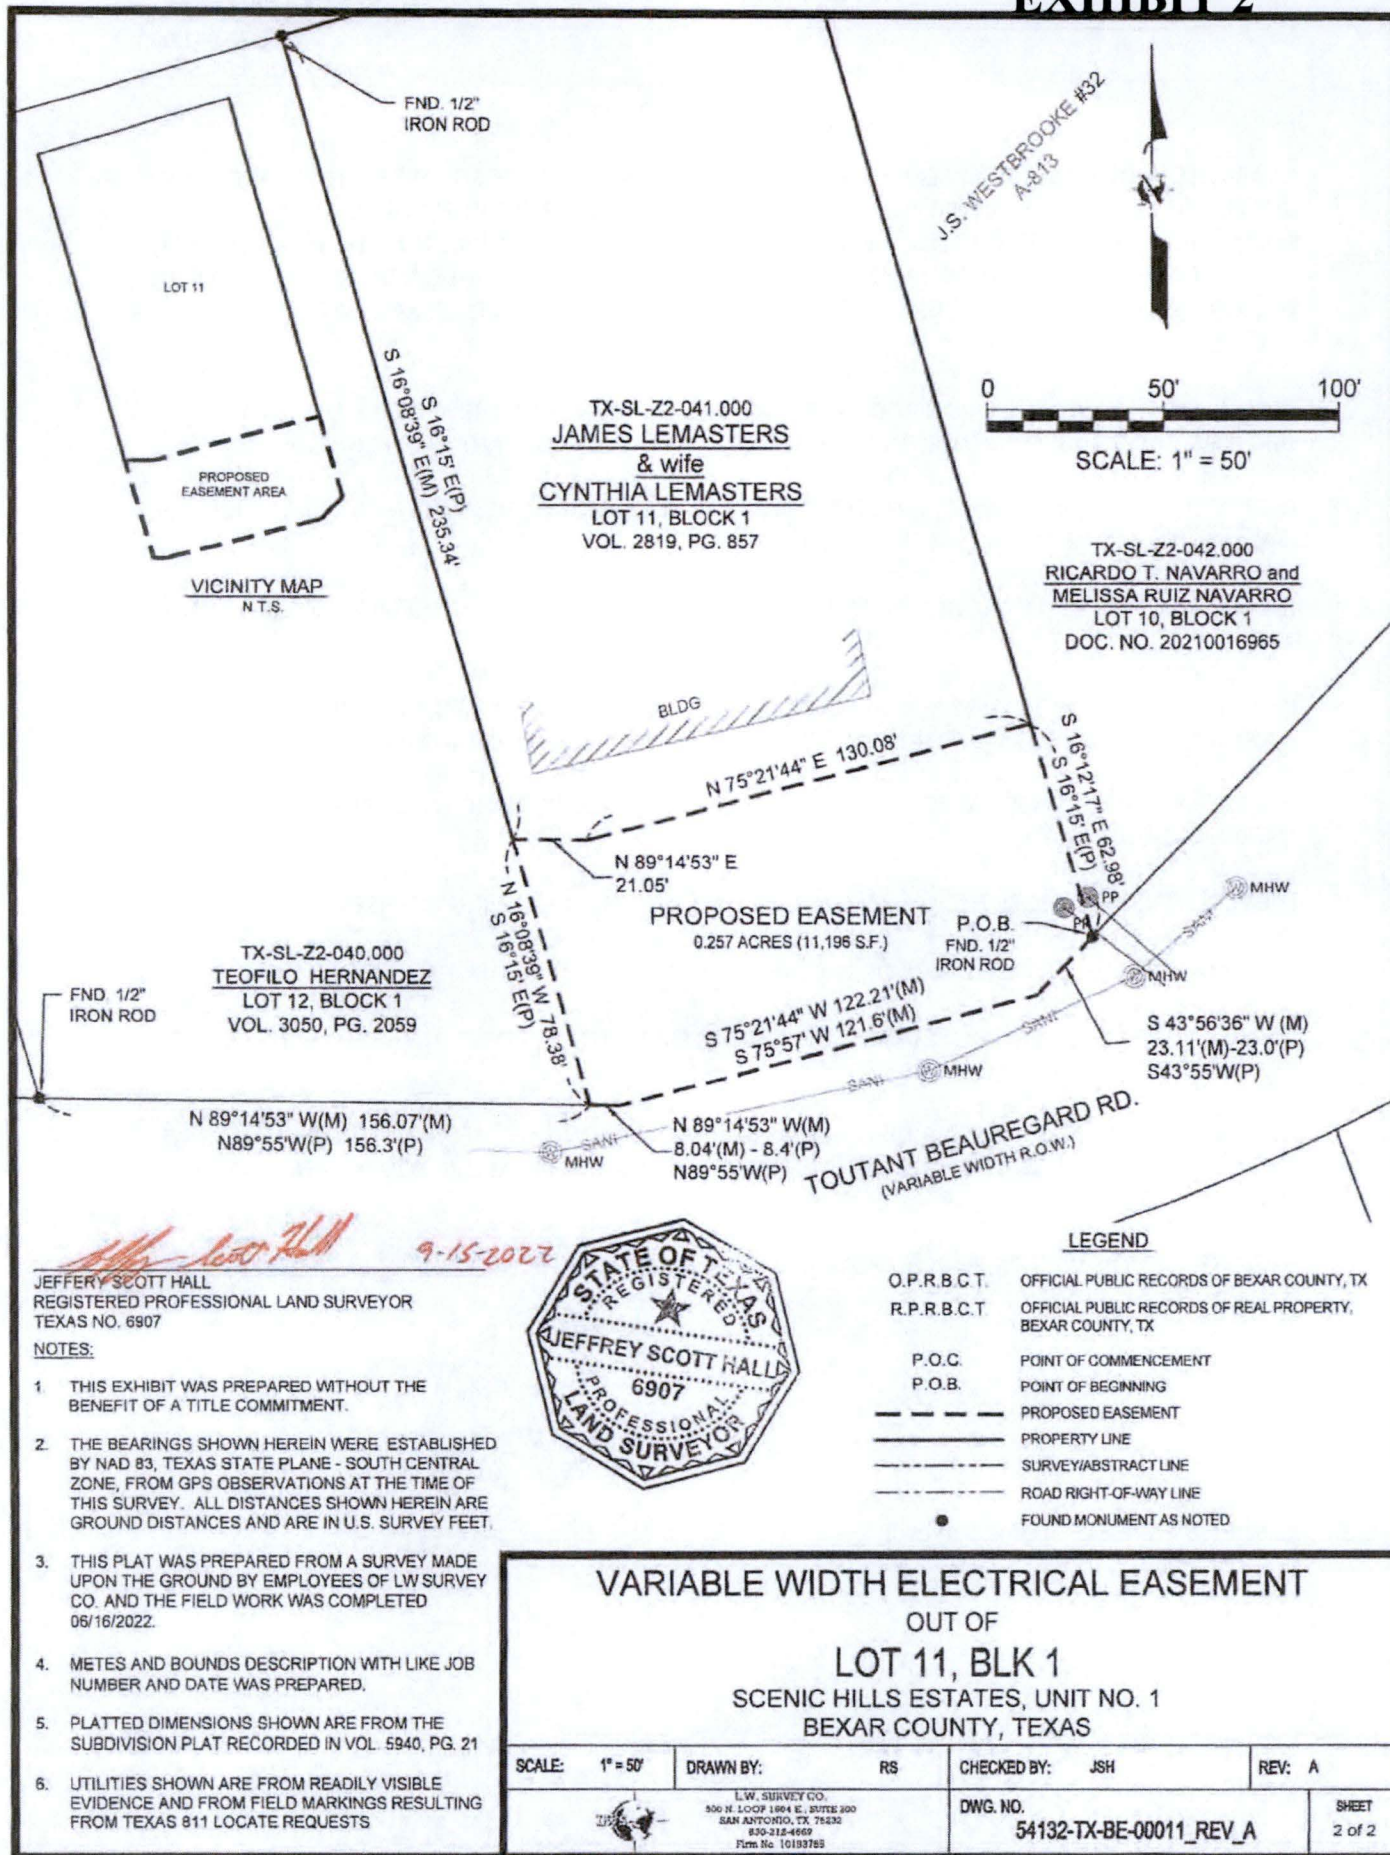 Exhibit 2
FND. 1/2"
IRON ROD
J.S. WESTBROOKE #32
A-813
N
LOT 11
PROPOSED
EASEMENT AREA
VICINITY MAP
N.T.S.
S 16°15' E(P)
S 16°08'39" E(M) 235.34'
TX-SL-Z2-041.000
JAMES LEMASTERS
& wife
CYNTHIA LEMASTERS
LOT 11, BLOCK 1
VOL. 2819, PG. 857
0 50' 100'
SCALE: 1" = 50'
TX-SL-Z2-042.000
RICARDO T. NAVARRO and
MELISSA RUIZ NAVARRO
LOT 10, BLOCK 1
DOC. NO. 20210016965
BLDG
N 75°21'44" E 130.08'
S 16°12'17" E 62.98'
S 16°15' E(P)
N 89°14'53" E
21.05'
PROPOSED EASEMENT
0.257 ACRES (11,196 S.F.)
P.O.B.
FND. 1/2"
IRON ROD
PP
PP
MHW
SANI
MHW
N 16°08'39" W 78.38'
S 16°15' E(P)
TX-SL-Z2-040.000
TEOFILO HERNANDEZ
LOT 12, BLOCK 1
VOL. 3050, PG. 2059
FND. 1/2"
IRON ROD
S 75°21'44" W 122.21'(M)
S 75°57' W 121.6'(M)
SANI
S 43°56'36" W (M)
23.11'(M)-23.0'(P)
S43°55'W(P)
SANI
MHW
N 89°14'53" W(M) 156.07'(M)
N89°55'W(P) 156.3'(P)
SANI
MHW
N 89°14'53" W(M)
8.04'(M) - 8.4'(P)
N89°55'W(P)
TOUTANT BEAUREGARD RD.
(VARIABLE WIDTH R.O.W.)
Jeffery Scott Hall 9-15-2022
JEFFERY SCOTT HALL
REGISTERED PROFESSIONAL LAND SURVEYOR
TEXAS NO. 6907
STATE OF TEXAS
REGISTERED
JEFFREY SCOTT HALL
6907
PROFESSIONAL
LAND SURVEYOR
LEGEND
O.P.R.B.C.T. OFFICIAL PUBLIC RECORDS OF BEXAR COUNTY, TX
R.P.R.B.C.T OFFICIAL PUBLIC RECORDS OF REAL PROPERTY,
BEXAR COUNTY, TX
P.O.C. POINT OF COMMENCEMENT
P.O.B. POINT OF BEGINNING
PROPOSED EASEMENT
PROPERTY LINE
SURVEY/ABSTRACT LINE
ROAD RIGHT-OF-WAY LINE
FOUND MONUMENT AS NOTED
NOTES:
1. THIS EXHIBIT WAS PREPARED WITHOUT THE
BENEFIT OF A TITLE COMMITMENT.
2. THE BEARINGS SHOWN HEREIN WERE ESTABLISHED
BY NAD 83, TEXAS STATE PLANE - SOUTH CENTRAL
ZONE, FROM GPS OBSERVATIONS AT THE TIME OF
THIS SURVEY. ALL DISTANCES SHOWN HEREIN ARE
GROUND DISTANCES AND ARE IN U.S. SURVEY FEET.
3. THIS PLAT WAS PREPARED FROM A SURVEY MADE
UPON THE GROUND BY EMPLOYEES OF LW SURVEY
CO. AND THE FIELD WORK WAS COMPLETED
06/16/2022.
4. METES AND BOUNDS DESCRIPTION WITH LIKE JOB
NUMBER AND DATE WAS PREPARED.
5. PLATTED DIMENSIONS SHOWN ARE FROM THE
SUBDIVISION PLAT RECORDED IN VOL. 5940, PG. 21
6. UTILITIES SHOWN ARE FROM READILY VISIBLE
EVIDENCE AND FROM FIELD MARKINGS RESULTING
FROM TEXAS 811 LOCATE REQUESTS
VARIABLE WIDTH ELECTRICAL EASEMENT
OUT OF
LOT 11, BLK 1
SCENIC HILLS ESTATES, UNIT NO. 1
BEXAR COUNTY, TEXAS
SCALE: 1" = 50' DRAWN BY: RS CHECKED BY: JSH REV: A
L.W. SURVEY CO.
500 N. LOOP 1604 E., SUITE 200
SAN ANTONIO, TX 78232
830-212-4669
Firm No. 10193785
DWG. NO.
54132-TX-BE-00011_REV_A
SHEET
2 of 2